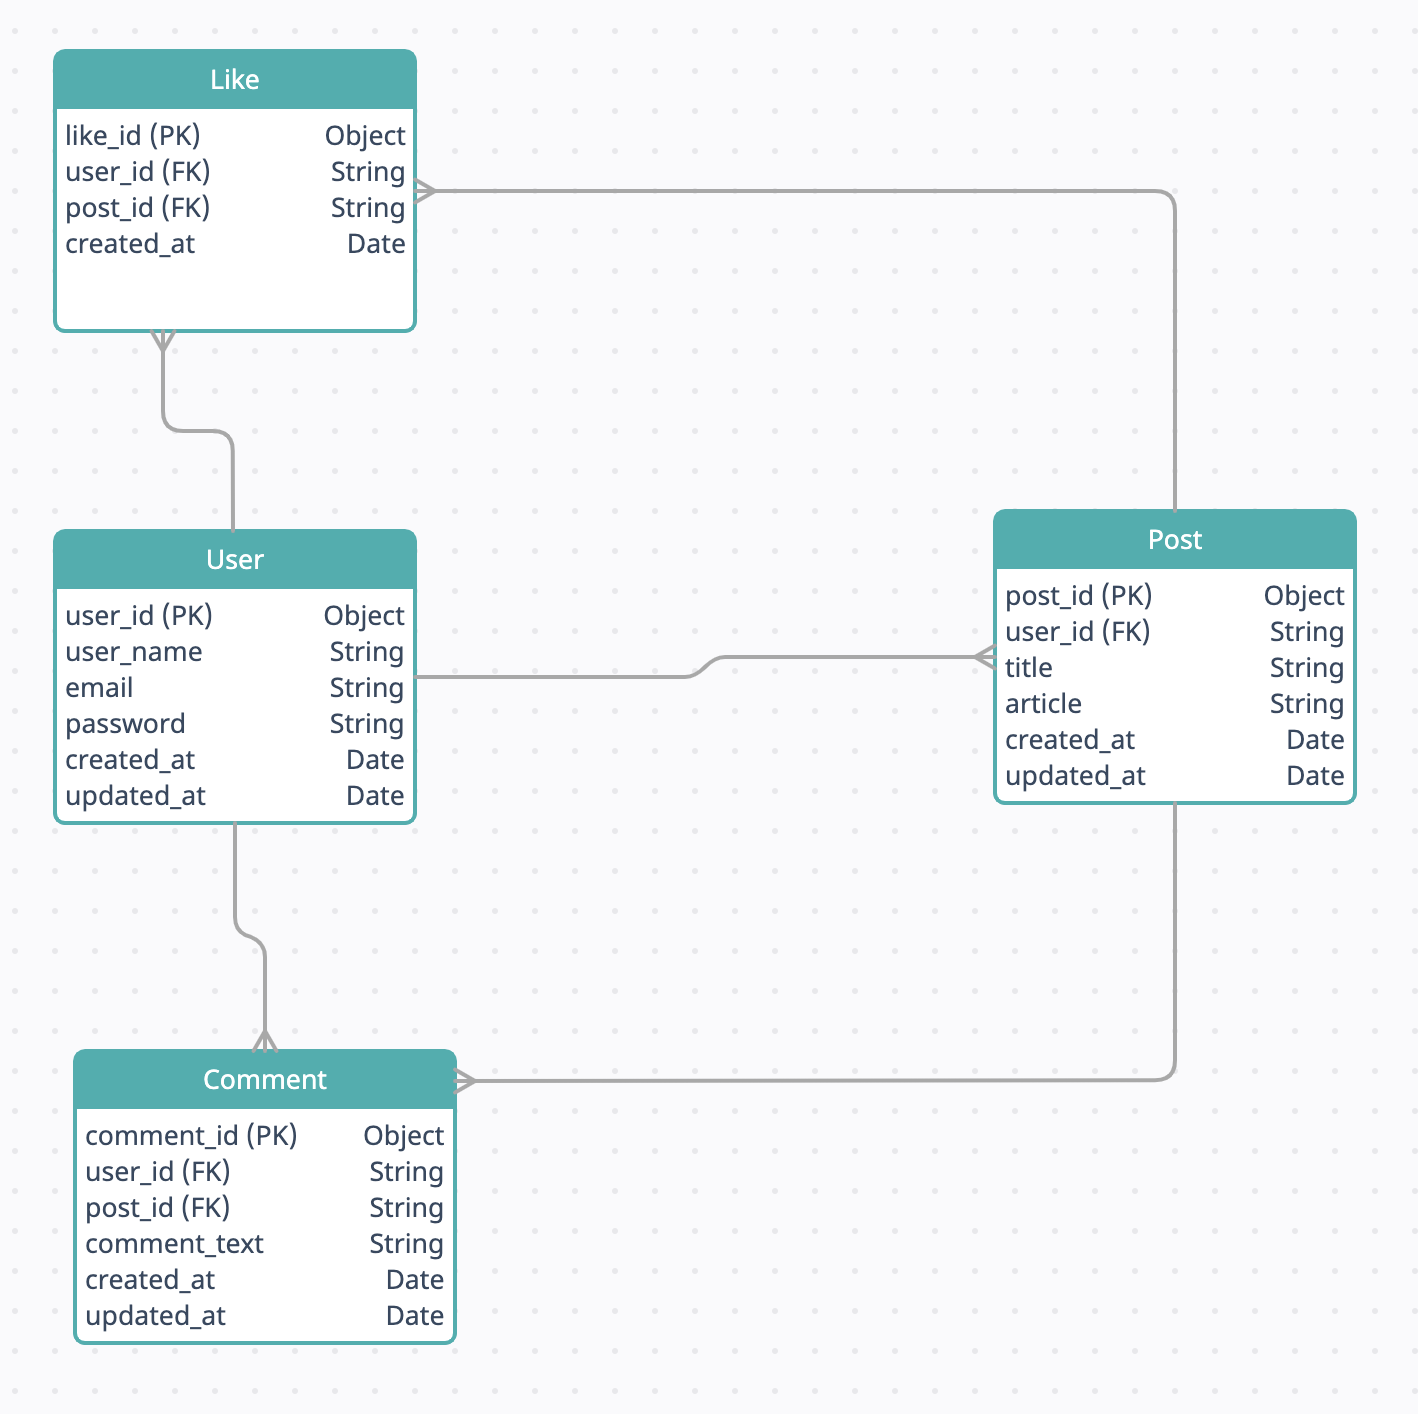 Like
like_id (PK) Object
user_id (FK) String
post_id (FK) String
created_at Date
User
user_id (PK) Object
user_name String
email String
password String
created_at Date
updated_at Date
Post
post_id (PK) Object
user_id (FK) String
title String
article String
created_at Date
updated_at Date
Comment
comment_id (PK) Object
user_id (FK) String
post_id (FK) String
comment_text String
created_at Date
updated_at Date